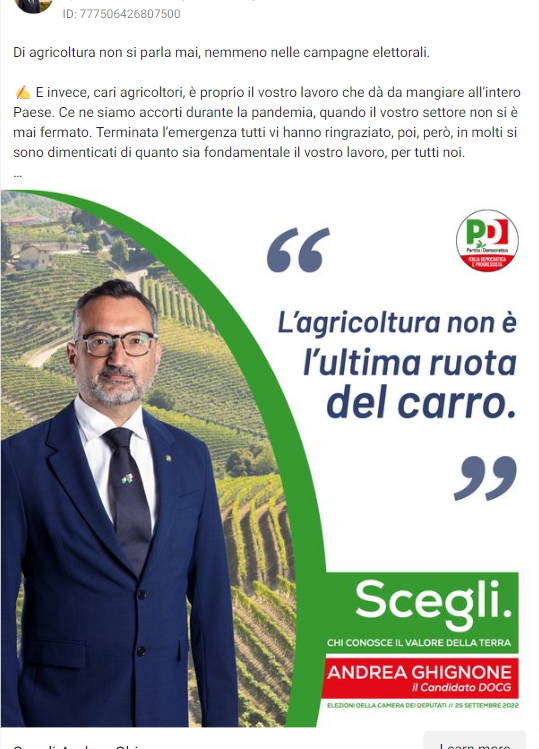 ID: 777506426807500
Di agricoltura non si parla mai, nemmeno nelle campagne elettorali.
✍️ E invece, cari agricoltori, è proprio il vostro lavoro che dà da mangiare all'intero
Paese. Ce ne siamo accorti durante la pandemia, quando il vostro settore non si è
mai fermato. Terminata l'emergenza tutti vi hanno ringraziato, poi, però, in molti si
sono dimenticati di quanto sia fondamentale il vostro lavoro, per tutti noi.
...
PD
Partito Democratico
ITALIA DEMOCRATICA
E PROGRESSISTA
“
L'agricoltura non è
l'ultima ruota
del carro.
”
Scegli.
CHI CONOSCE IL VALORE DELLA TERRA
ANDREA GHIGNONE
il Candidato DOCG
ELEZIONI DELLA CAMERA DEI DEPUTATI // 25 SETTEMBRE 2022
Learn more